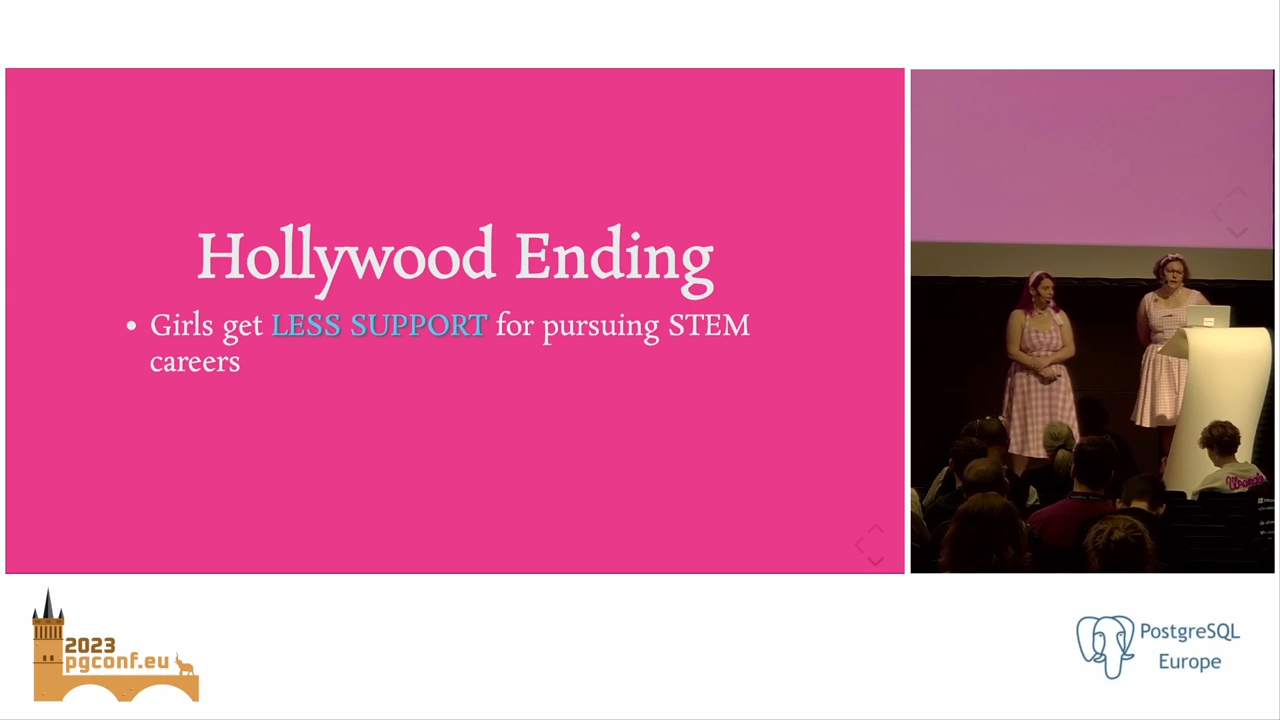 Hollywood Ending
• Girls get LESS SUPPORT for pursuing STEM
careers
2023
pgconf.eu
PostgreSQL
Europe